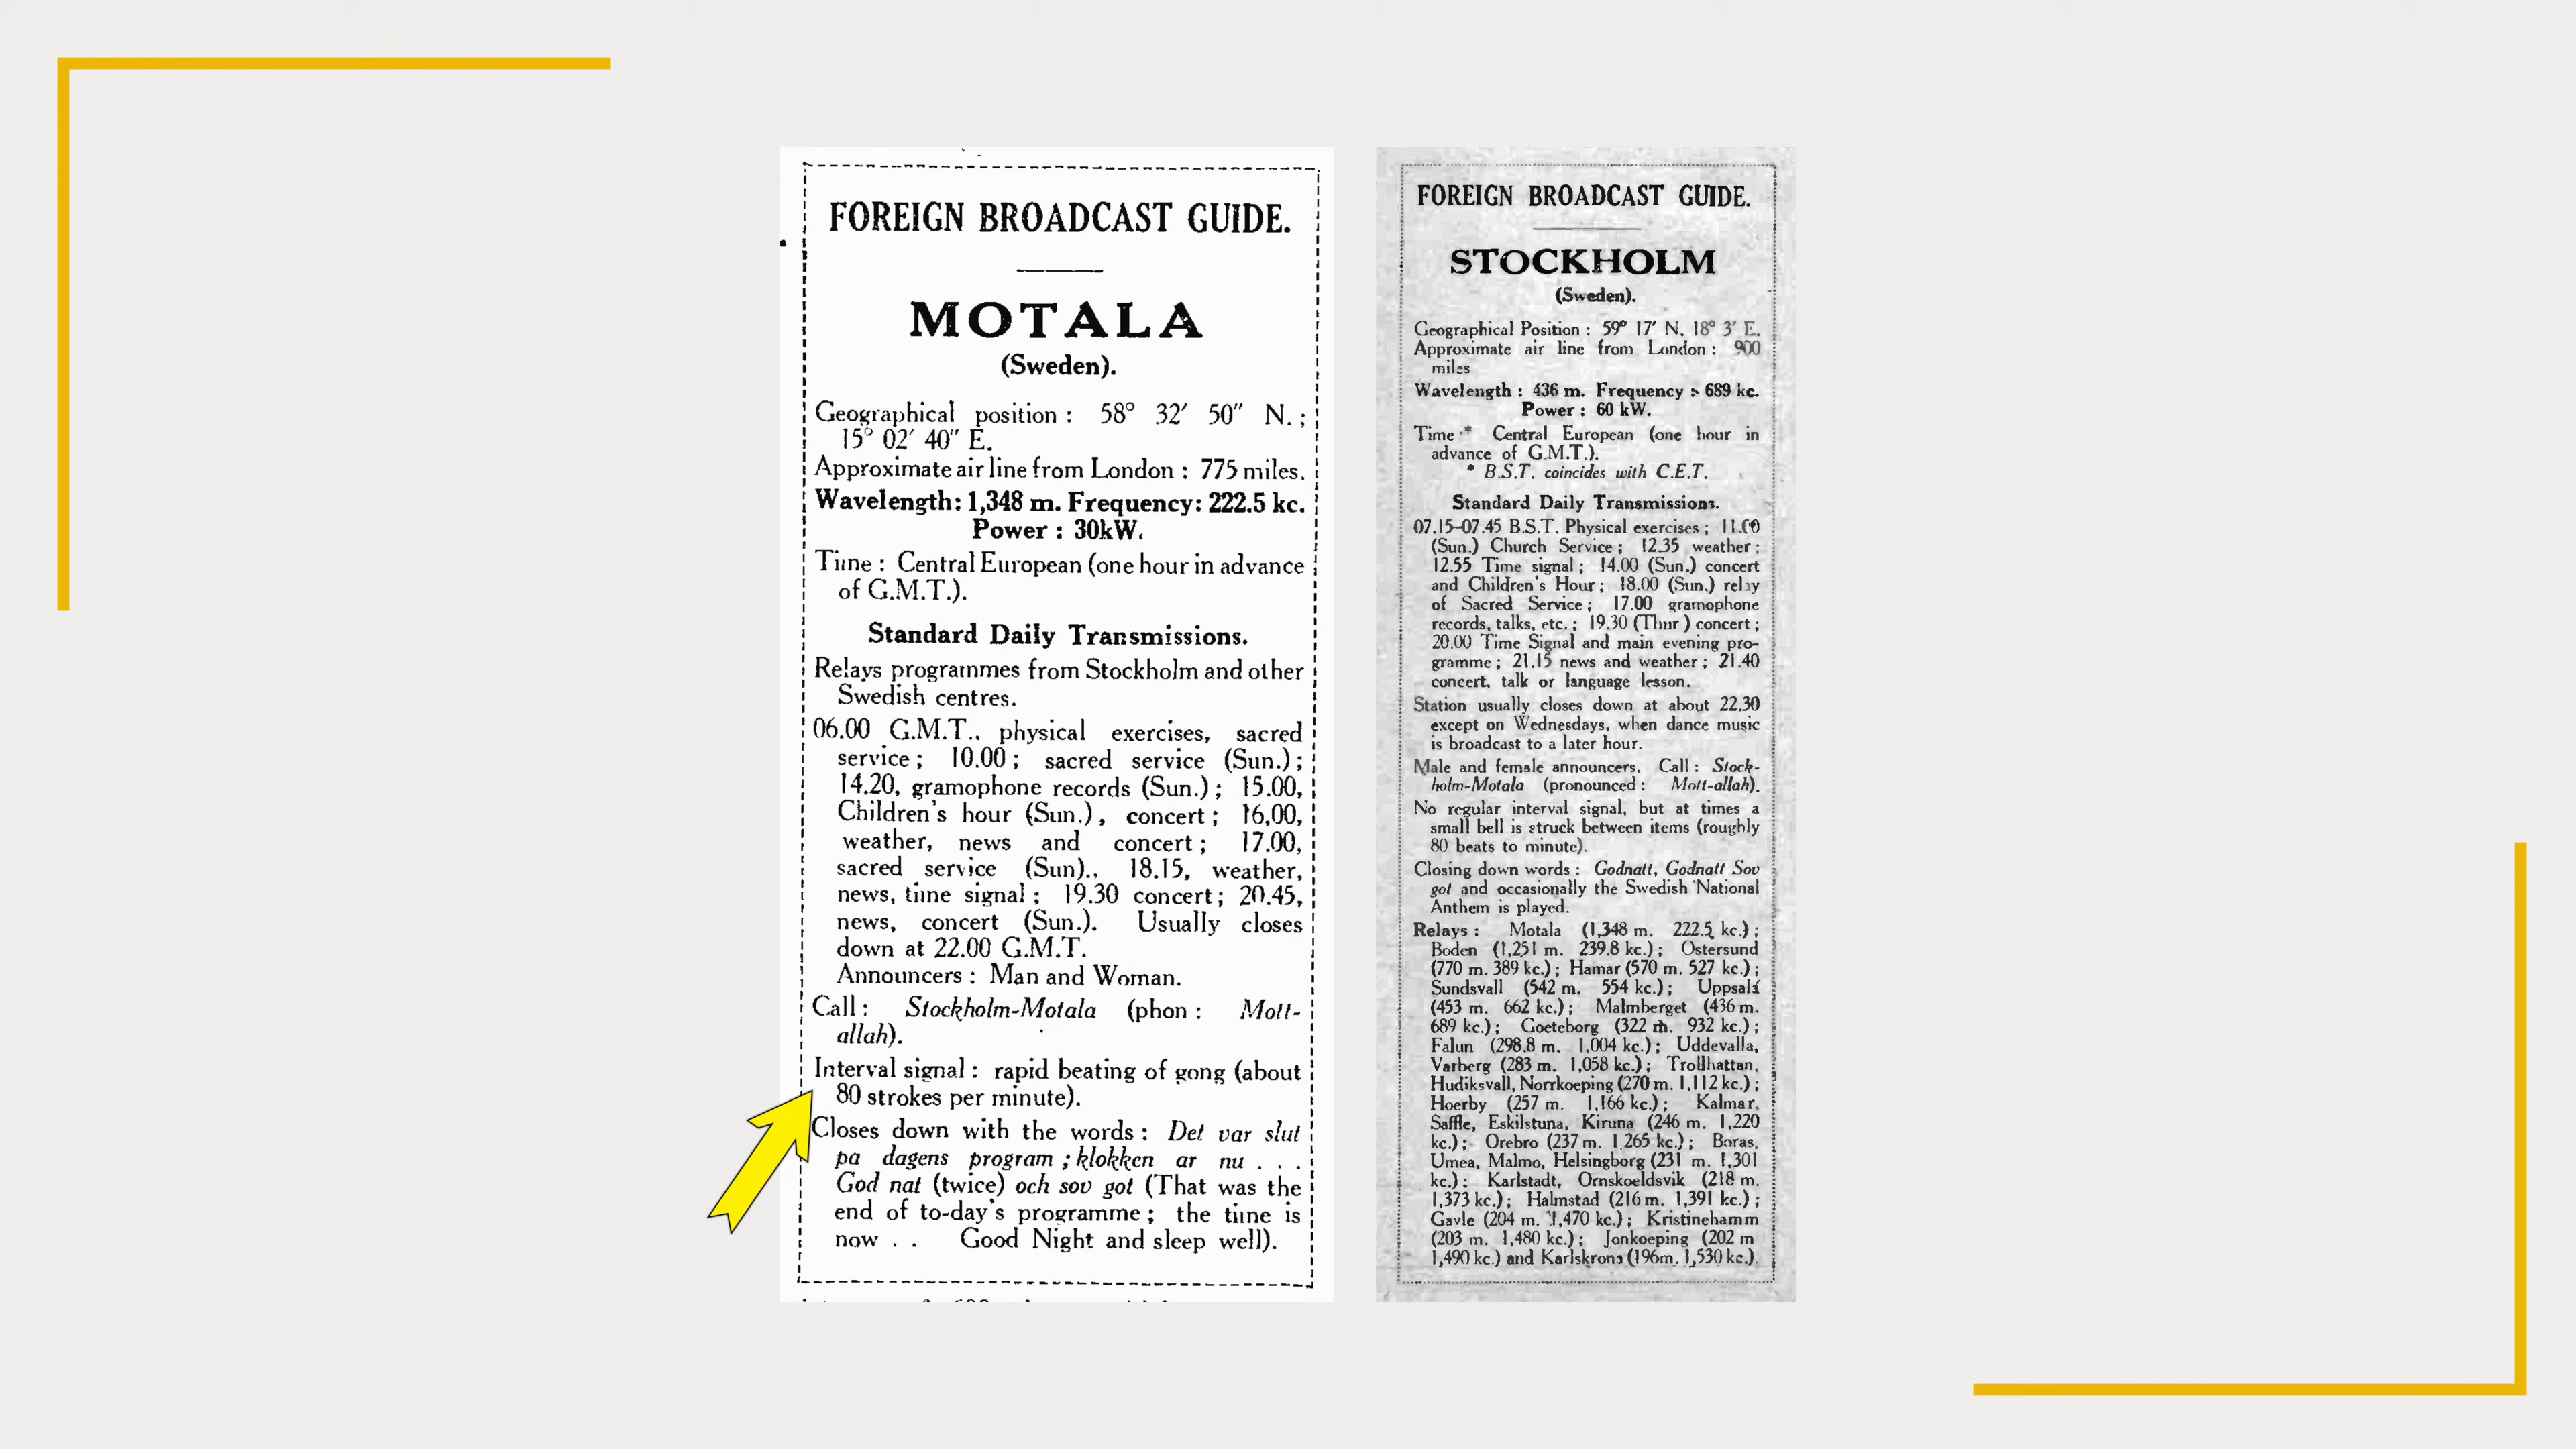 FOREIGN BROADCAST GUIDE.
MOTALA
(Sweden).
Geographical position : 58° 32′ 50″ N. ;
15° 02′ 40″ E.
Approximate air line from London : 775 miles.
Wavelength: 1,348 m. Frequency: 222.5 kc.
Power : 30kW.
Time : Central European (one hour in advance
of G.M.T.).
Standard Daily Transmissions.
Relays programmes from Stockholm and other
Swedish centres.
06.00 G.M.T., physical exercises, sacred
service ; 10.00 ; sacred service (Sun.) ;
14.20, gramophone records (Sun.) ; 15.00,
Children's hour (Sun.), concert ; 16,00,
weather, news and concert ; 17.00,
sacred service (Sun)., 18.15, weather,
news, time signal ; 19.30 concert ; 20.45,
news, concert (Sun.). Usually closes
down at 22.00 G.M.T.
Announcers : Man and Woman.
Call : Stockholm-Motala (phon : Mott-
allah).
Interval signal : rapid beating of gong (about
80 strokes per minute).
Closes down with the words : Det var slut
pa dagens program ; klokken ar nu . . .
God nat (twice) och sov got (That was the
end of to-day's programme ; the time is
now . . Good Night and sleep well).
FOREIGN BROADCAST GUIDE.
STOCKHOLM
(Sweden).
Geographical Position : 59° 17′ N. 18° 3′ E.
Approximate air line from London : 900
miles
Wavelength : 436 m. Frequency : 689 kc.
Power : 60 kW.
Time :* Central European (one hour in
advance of G.M.T.).
* B.S.T. coincides with C.E.T.
Standard Daily Transmissions.
07.15–07.45 B.S.T. Physical exercises ; 11.00
(Sun.) Church Service ; 12.35 weather ;
12.55 Time signal ; 14.00 (Sun.) concert
and Children's Hour ; 18.00 (Sun.) relay
of Sacred Service ; 17.00 gramophone
records, talks, etc. ; 19.30 (Thur ) concert ;
20.00 Time Signal and main evening pro-
gramme ; 21.15 news and weather ; 21.40
concert, talk or language lesson.
Station usually closes down at about 22.30
except on Wednesdays, when dance music
is broadcast to a later hour.
Male and female announcers. Call : Stock-
holm-Motala (pronounced : Mott-allah).
No regular interval signal, but at times a
small bell is struck between items (roughly
80 beats to minute).
Closing down words : Godnatt, Godnatt Sov
got and occasionally the Swedish National
Anthem is played.
Relays : Motala (1,348 m. 222.5 kc.) ;
Boden (1,251 m. 239.8 kc.) ; Ostersund
(770 m. 389 kc.) ; Hamar (570 m. 527 kc.) ;
Sundsvall (542 m. 554 kc.) ; Uppsala
(453 m. 662 kc.) ; Malmberget (436 m.
689 kc.) ; Goeteborg (322 m. 932 kc.) ;
Falun (298.8 m. 1,004 kc.) ; Uddevalla,
Varberg (283 m. 1,058 kc.) ; Trollhattan,
Hudiksvall, Norrkoeping (270 m. 1,112 kc.) ;
Hoerby (257 m. 1,166 kc.) ; Kalmar,
Saffle, Eskilstuna, Kiruna (246 m. 1,220
kc.) ; Orebro (237 m. 1 265 kc.) ; Boras,
Umea, Malmo, Helsingborg (231 m. 1,301
kc.) : Karlstadt, Ornskoeldsvik (218 m.
1,373 kc.) ; Halmstad (216 m. 1,391 kc.) ;
Gavle (204 m. 1,470 kc.) ; Kristinehamm
(203 m. 1,480 kc.) ; Jonkoeping (202 m
1,490 kc.) and Karlskrona (196m. 1,530 kc.).